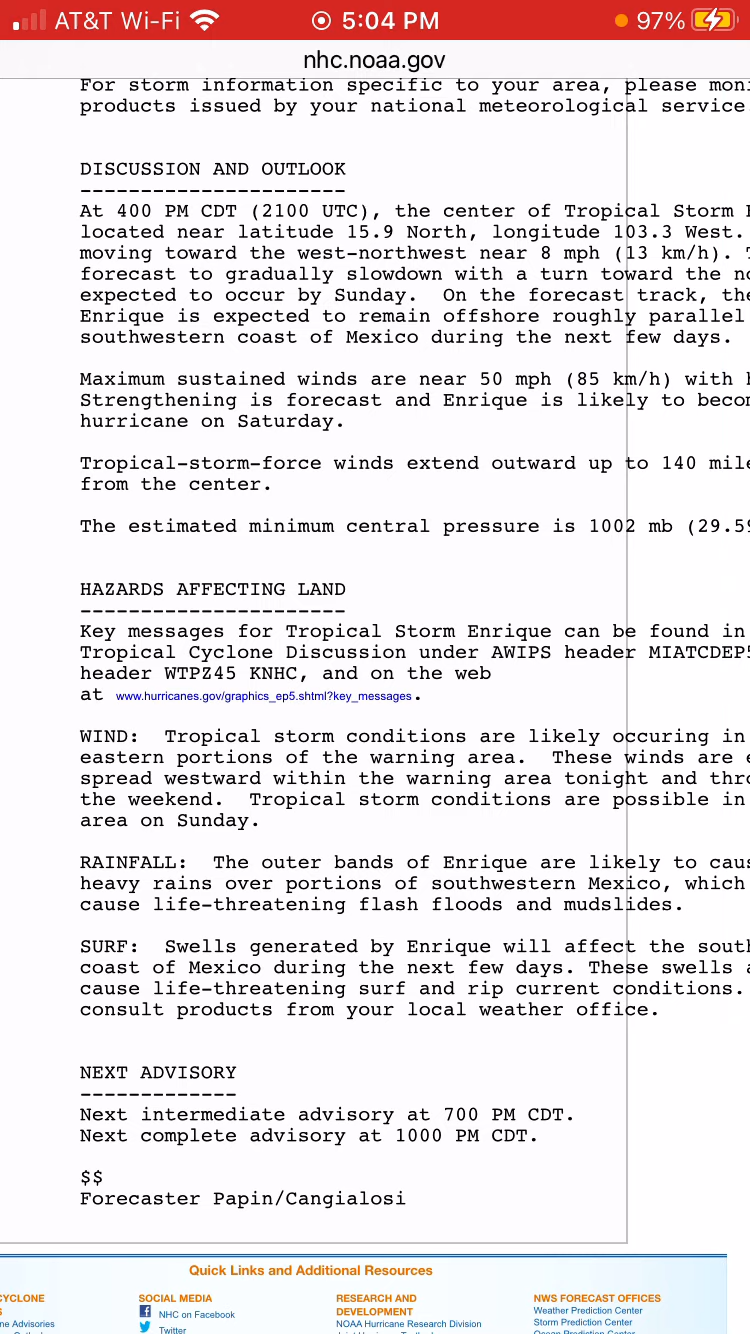 AT&T Wi-Fi 5:04 PM 97%
nhc.noaa.gov
For storm information specific to your area, please
products issued by your national meteorological service
DISCUSSION AND OUTLOOK
----------------------
At 400 PM CDT (2100 UTC), the center of Tropical Storm
located near latitude 15.9 North, longitude 103.3 West.
moving toward the west-northwest near 8 mph (13 km/h).
forecast to gradually slowdown with a turn toward the
expected to occur by Sunday.  On the forecast track, the
Enrique is expected to remain offshore roughly parallel
southwestern coast of Mexico during the next few days.
Maximum sustained winds are near 50 mph (85 km/h) with
Strengthening is forecast and Enrique is likely to
hurricane on Saturday.
Tropical-storm-force winds extend outward up to 140
from the center.
The estimated minimum central pressure is 1002 mb
HAZARDS AFFECTING LAND
----------------------
Key messages for Tropical Storm Enrique can be found in
Tropical Cyclone Discussion under AWIPS header
header WTPZ45 KNHC, and on the web
at www.hurricanes.gov/graphics_ep5.shtml?key_messages.
WIND:  Tropical storm conditions are likely occuring in
eastern portions of the warning area.  These winds are
spread westward within the warning area tonight and
the weekend.  Tropical storm conditions are possible in
area on Sunday.
RAINFALL:  The outer bands of Enrique are likely to
heavy rains over portions of southwestern Mexico, which
cause life-threatening flash floods and mudslides.
SURF:  Swells generated by Enrique will affect the
coast of Mexico during the next few days. These swells
cause life-threatening surf and rip current conditions.
consult products from your local weather office.
NEXT ADVISORY
-------------
Next intermediate advisory at 700 PM CDT.
Next complete advisory at 1000 PM CDT.
$$
Forecaster Papin/Cangialosi
Quick Links and Additional Resources
SOCIAL MEDIA
NHC on Facebook
Twitter
RESEARCH AND
DEVELOPMENT
NOAA Hurricane Research Division
NWS FORECAST OFFICES
Weather Prediction Center
Storm Prediction Center
Advisories